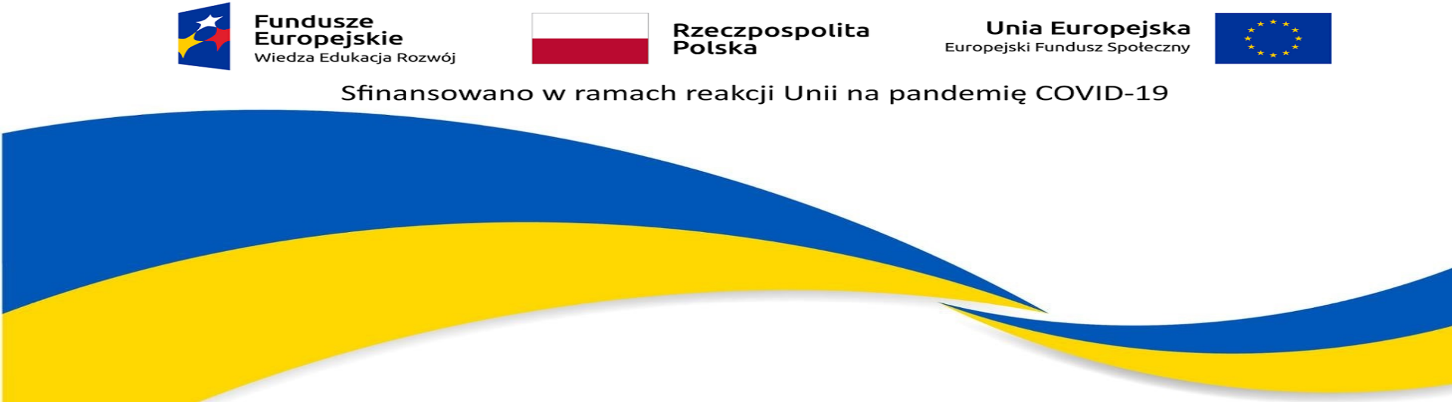 Fundusze
Europejskie
Wiedza Edukacja Rozwój
Rzeczpospolita
Polska
Unia Europejska
Europejski Fundusz Społeczny
Sfinansowano w ramach reakcji Unii na pandemię COVID-19